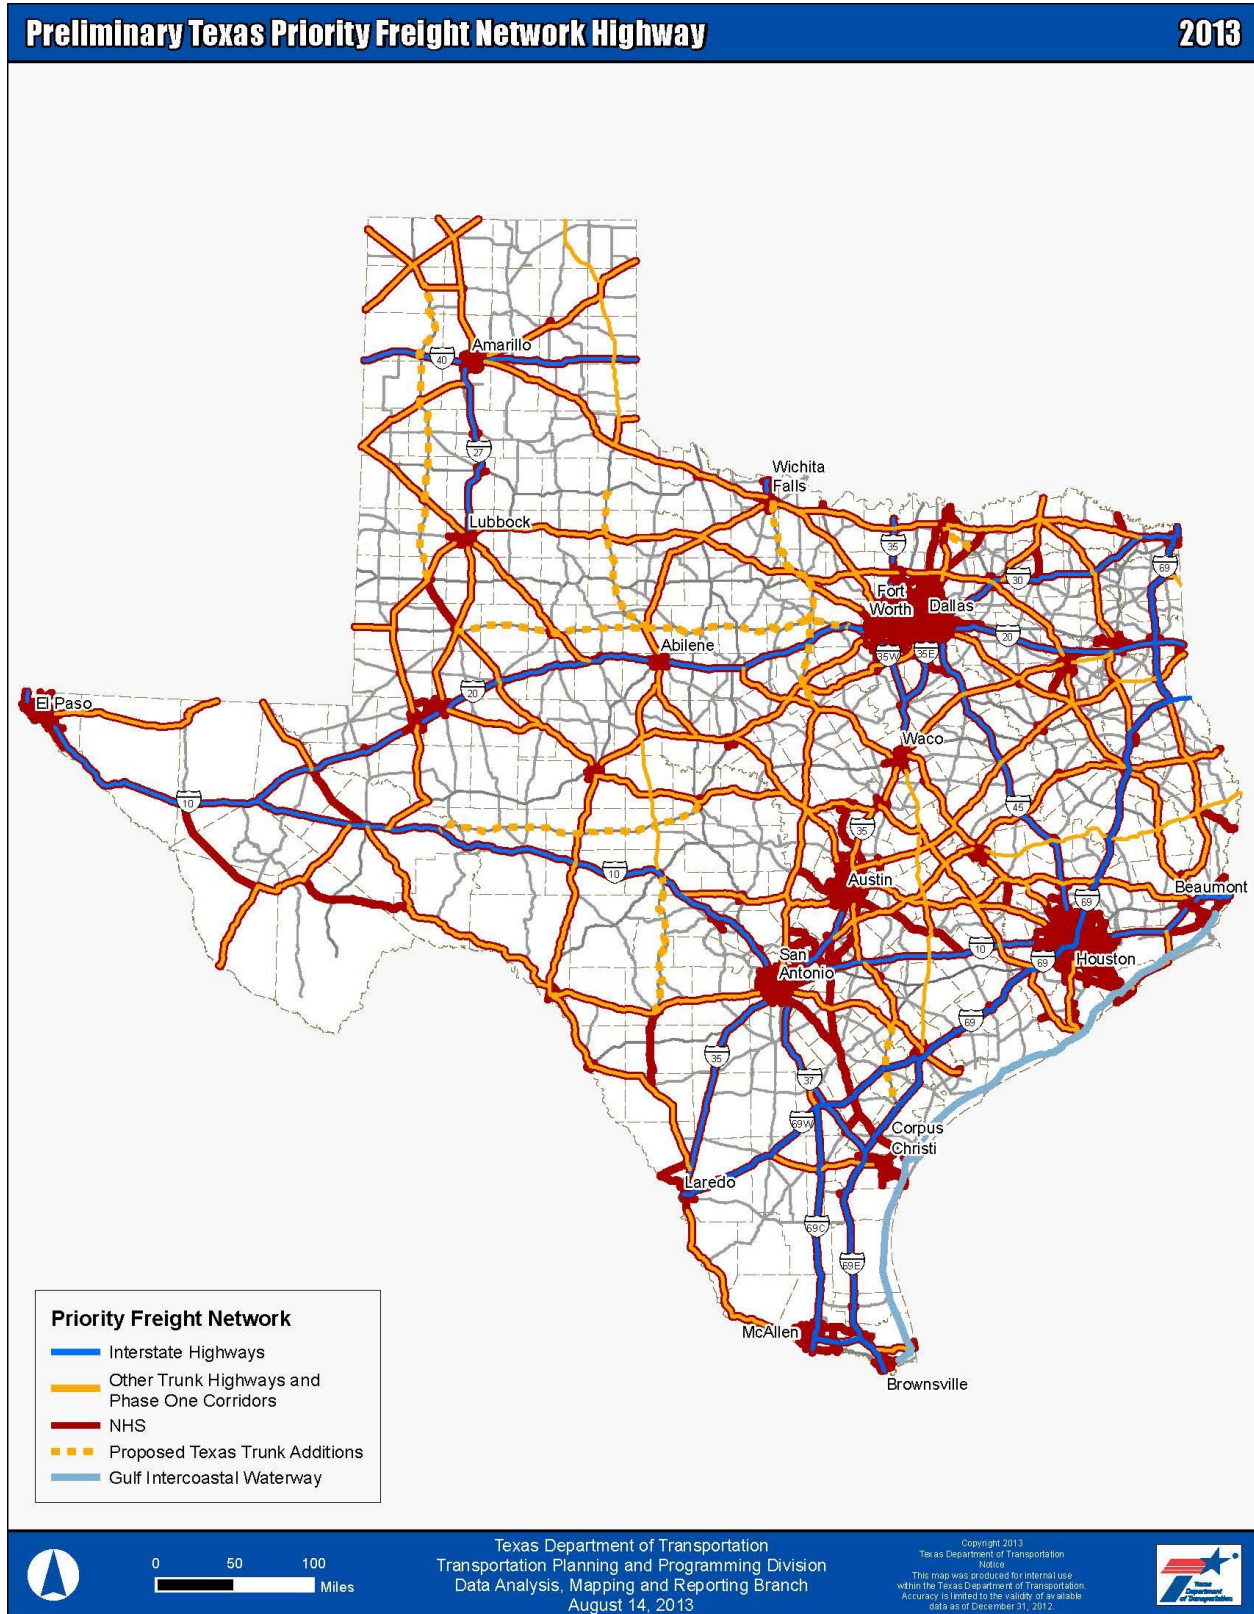 Preliminary Texas Priority Freight Network Highway
2013
Amarillo
40
27
Wichita
Falls
Lubbock
35
30
69
Fort
Worth
Dallas
20
35W
35E
Abilene
20
El Paso
Waco
10
45
35
10
Austin
Beaumont
69
San
Antonio
10
69
Houston
69
35
37
69W
Corpus
Christi
Laredo
69C
69E
McAllen
Brownsville
Priority Freight Network
Interstate Highways
Other Trunk Highways and
Phase One Corridors
NHS
Proposed Texas Trunk Additions
Gulf Intercoastal Waterway
0 50 100
Miles
Texas Department of Transportation
Transportation Planning and Programming Division
Data Analysis, Mapping and Reporting Branch
August 14, 2013
Copyright 2013
Texas Department of Transportation
Notice
This map was produced for internal use
within the Texas Department of Transportation.
Accuracy is limited to the validity of available
data as of December 31, 2012.
Texas
Department
of Transportation